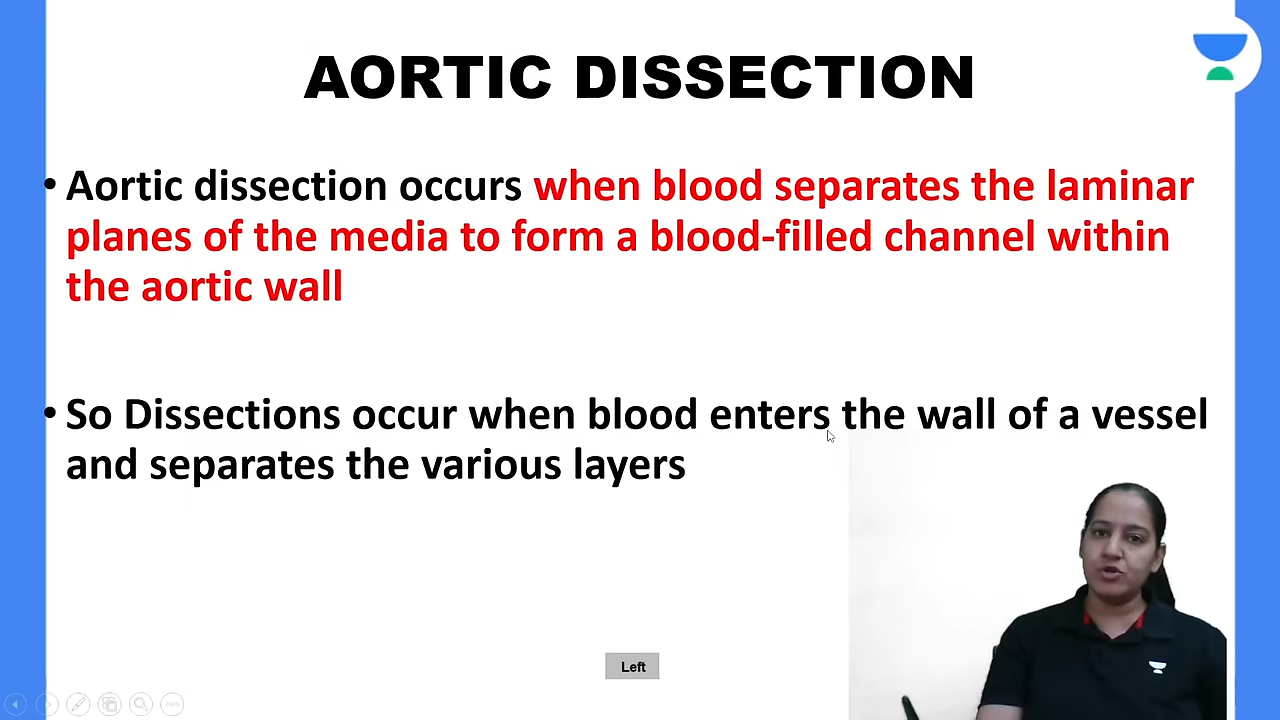 AORTIC DISSECTION
• Aortic dissection occurs when blood separates the laminar
planes of the media to form a blood-filled channel within
the aortic wall
• So Dissections occur when blood enters the wall of a vessel
and separates the various layers
Left